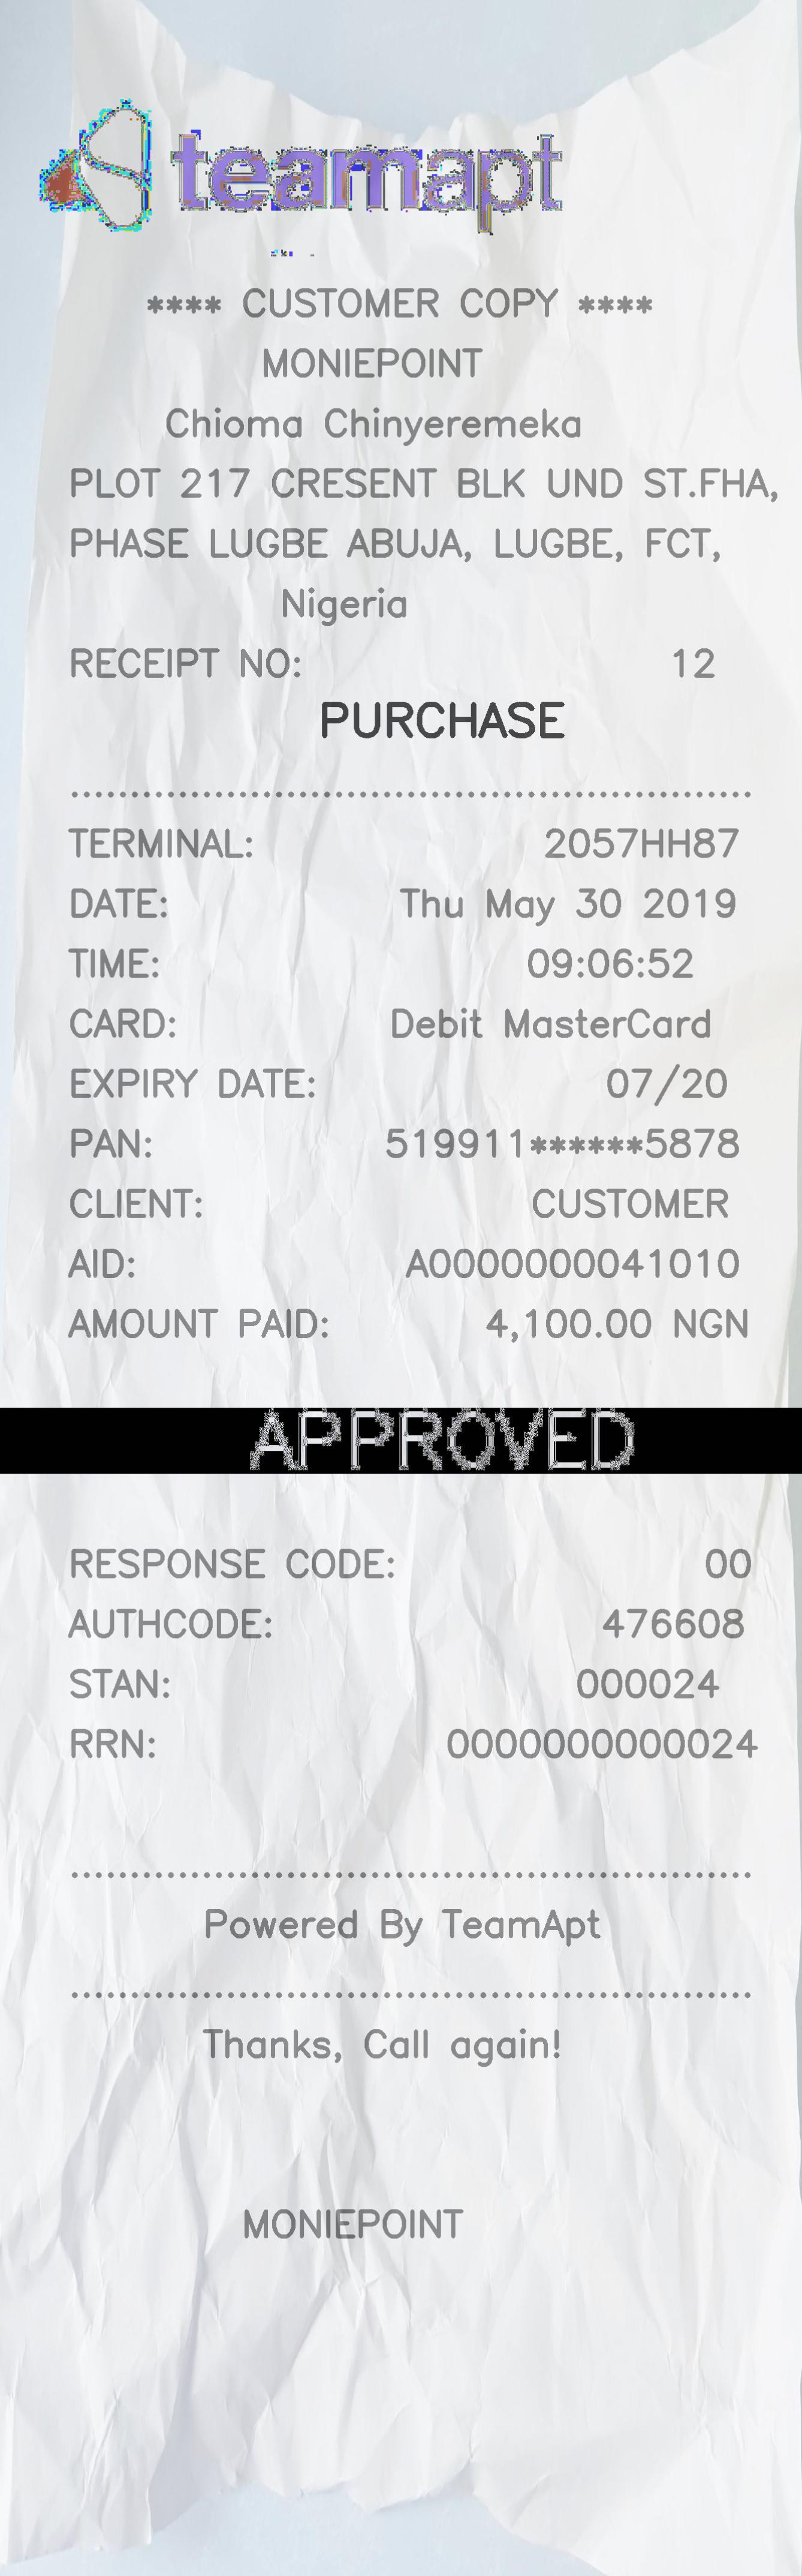 teamapt
**** CUSTOMER COPY ****
MONIEPOINT
Chioma Chinyeremeka
PLOT 217 CRESENT BLK UND ST.FHA,
PHASE LUGBE ABUJA, LUGBE, FCT,
Nigeria
RECEIPT NO: 12
PURCHASE
TERMINAL: 2057HH87
DATE: Thu May 30 2019
TIME: 09:06:52
CARD: Debit MasterCard
EXPIRY DATE: 07/20
PAN: 519911******5878
CLIENT: CUSTOMER
AID: A0000000041010
AMOUNT PAID: 4,100.00 NGN
APPROVED
RESPONSE CODE: 00
AUTHCODE: 476608
STAN: 000024
RRN: 0000000000024
Powered By TeamApt
Thanks, Call again!
MONIEPOINT